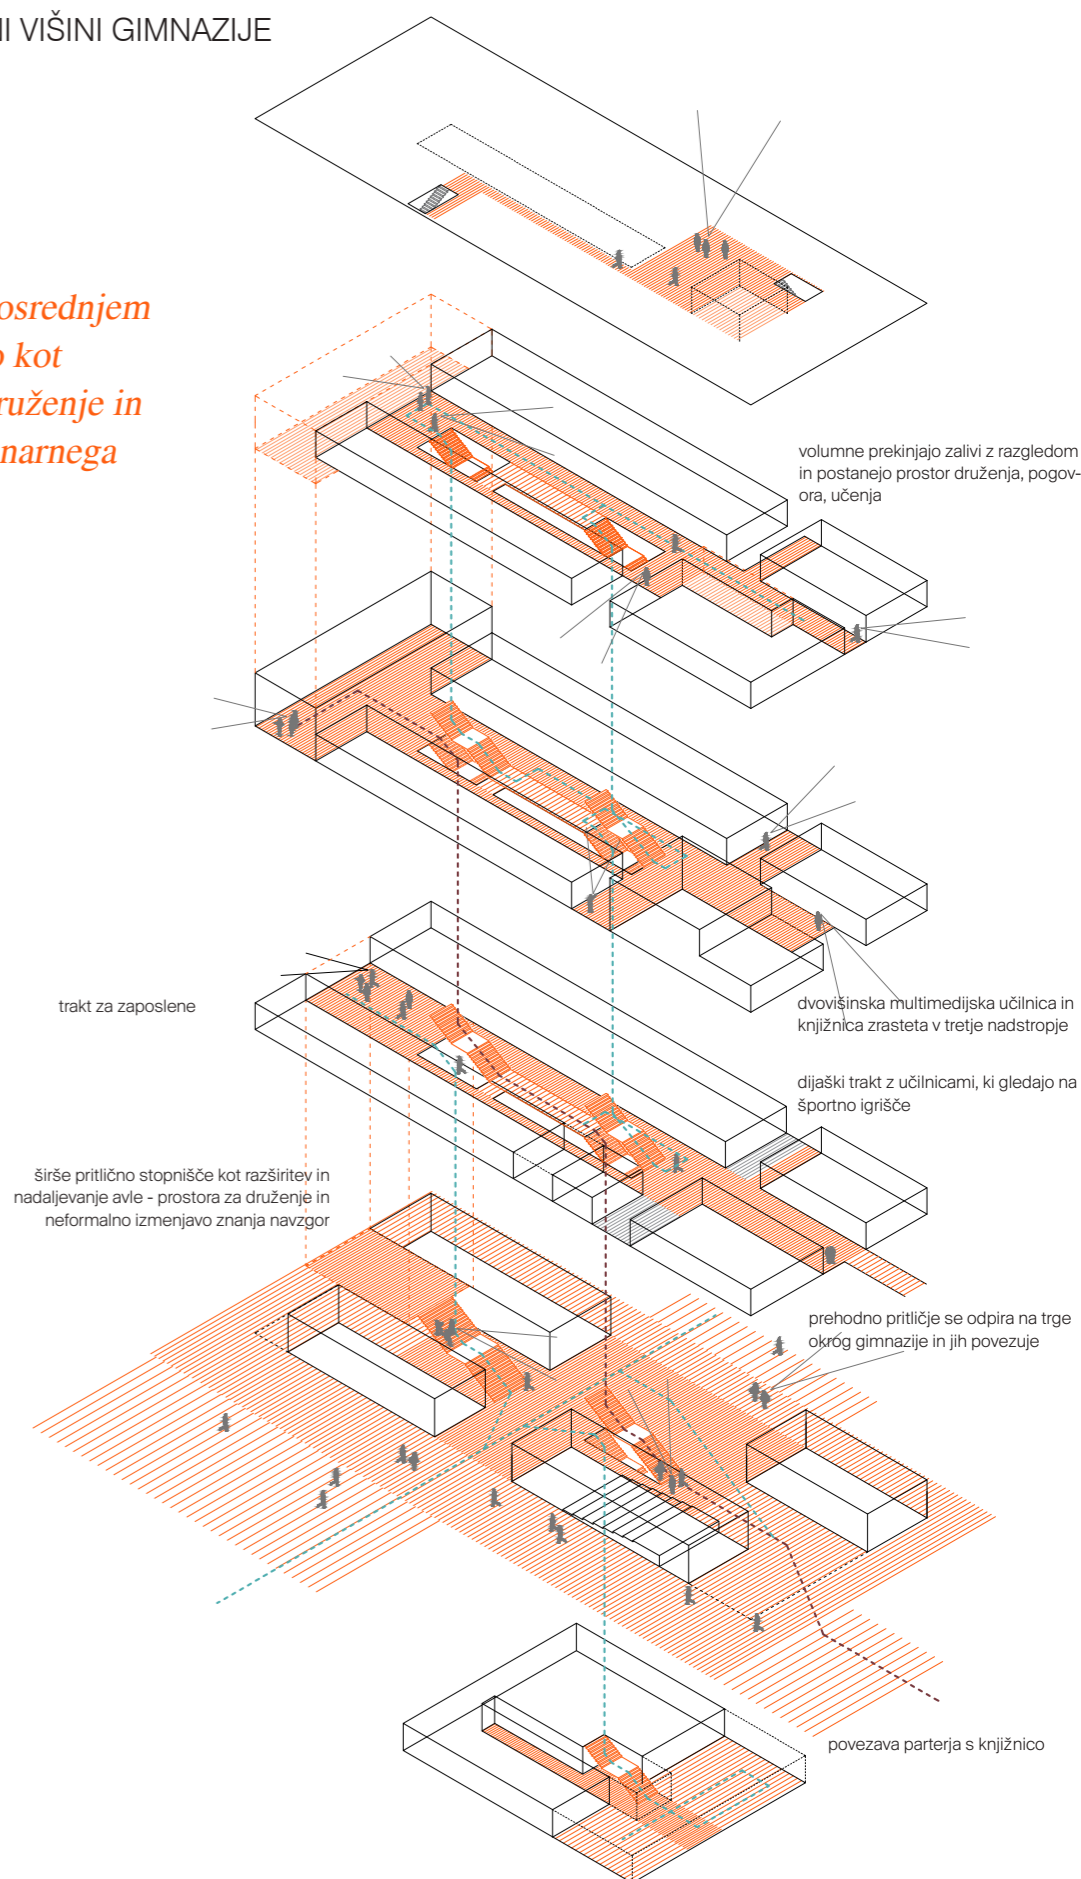 VIŠINI GIMNAZIJE
osrednjem
kot
ruženje in
narnega
volumne prekinjajo zalivi z razgledom
in postanejo prostor druženja, pogov-
ora, učenja
trakt za zaposlene
dvovišinska multimedijska učilnica in
knjižnica zrasteta v tretje nadstropje
dijaški trakt z učilnicami, ki gledajo na
športno igrišče
širše pritlično stopnišče kot razširitev in
nadaljevanje avle - prostora za druženje in
neformalno izmenjavo znanja navzgor
prehodno pritličje se odpira na trge
okrog gimnazije in jih povezuje
povezava parterja s knjižnico